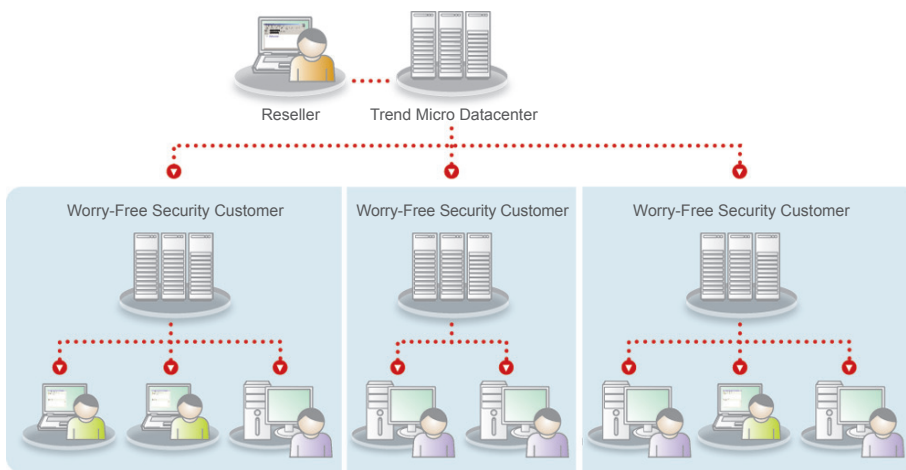 Reseller
Trend Micro Datacenter
Worry-Free Security Customer
Worry-Free Security Customer
Worry-Free Security Customer